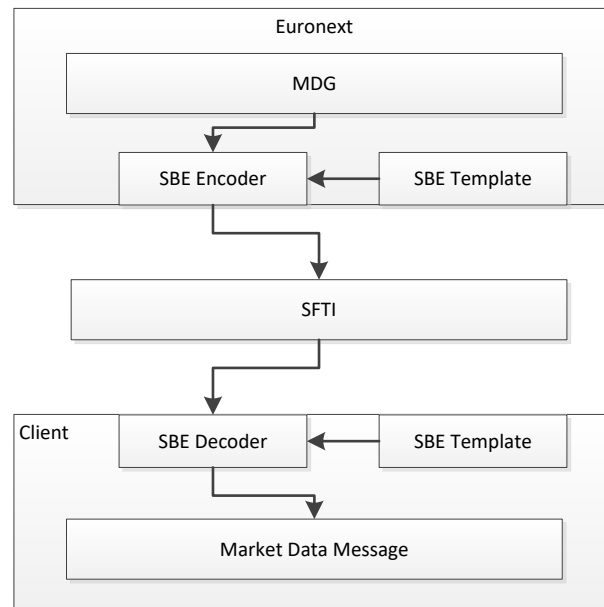 Euronext
MDG
SBE Encoder
SBE Template
SFTI
Client
SBE Decoder
SBE Template
Market Data Message